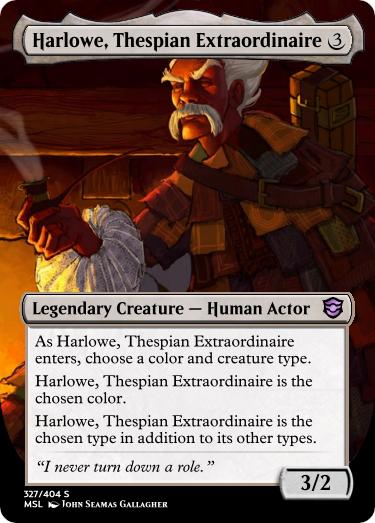 Harlowe, Thespian Extraordinaire 3
Legendary Creature — Human Actor
As Harlowe, Thespian Extraordinaire
enters, choose a color and creature type.
Harlowe, Thespian Extraordinaire is the
chosen color.
Harlowe, Thespian Extraordinaire is the
chosen type in addition to its other types.
“I never turn down a role.”
3/2
327/404 S
MSL John Seamas Gallagher